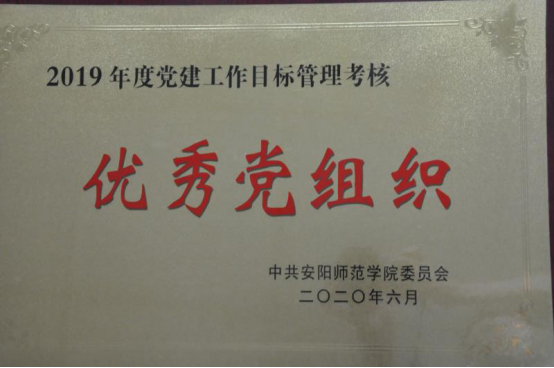 2019年度党建工作目标管理考核
优秀党组织
中共安阳师范学院委员会
二〇二〇年六月